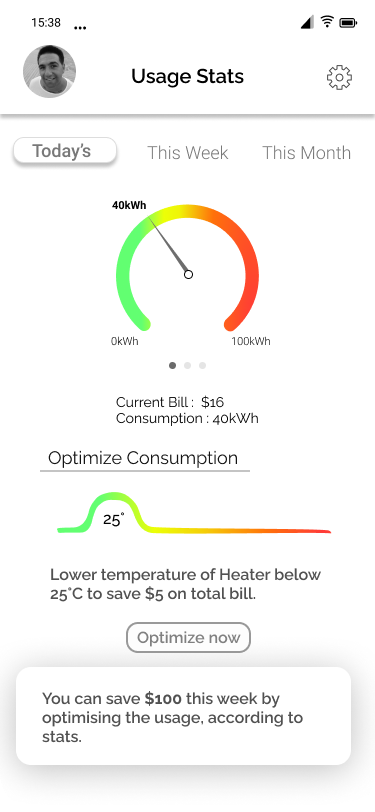 15:38
Usage Stats
Today's This Week This Month
40kWh
0kWh 100kWh
Current Bill : $16
Consumption : 40kWh
Optimize Consumption
25°
Lower temperature of Heater below
25°C to save $5 on total bill.
Optimize now
You can save $100 this week by
optimising the usage, according to
stats.